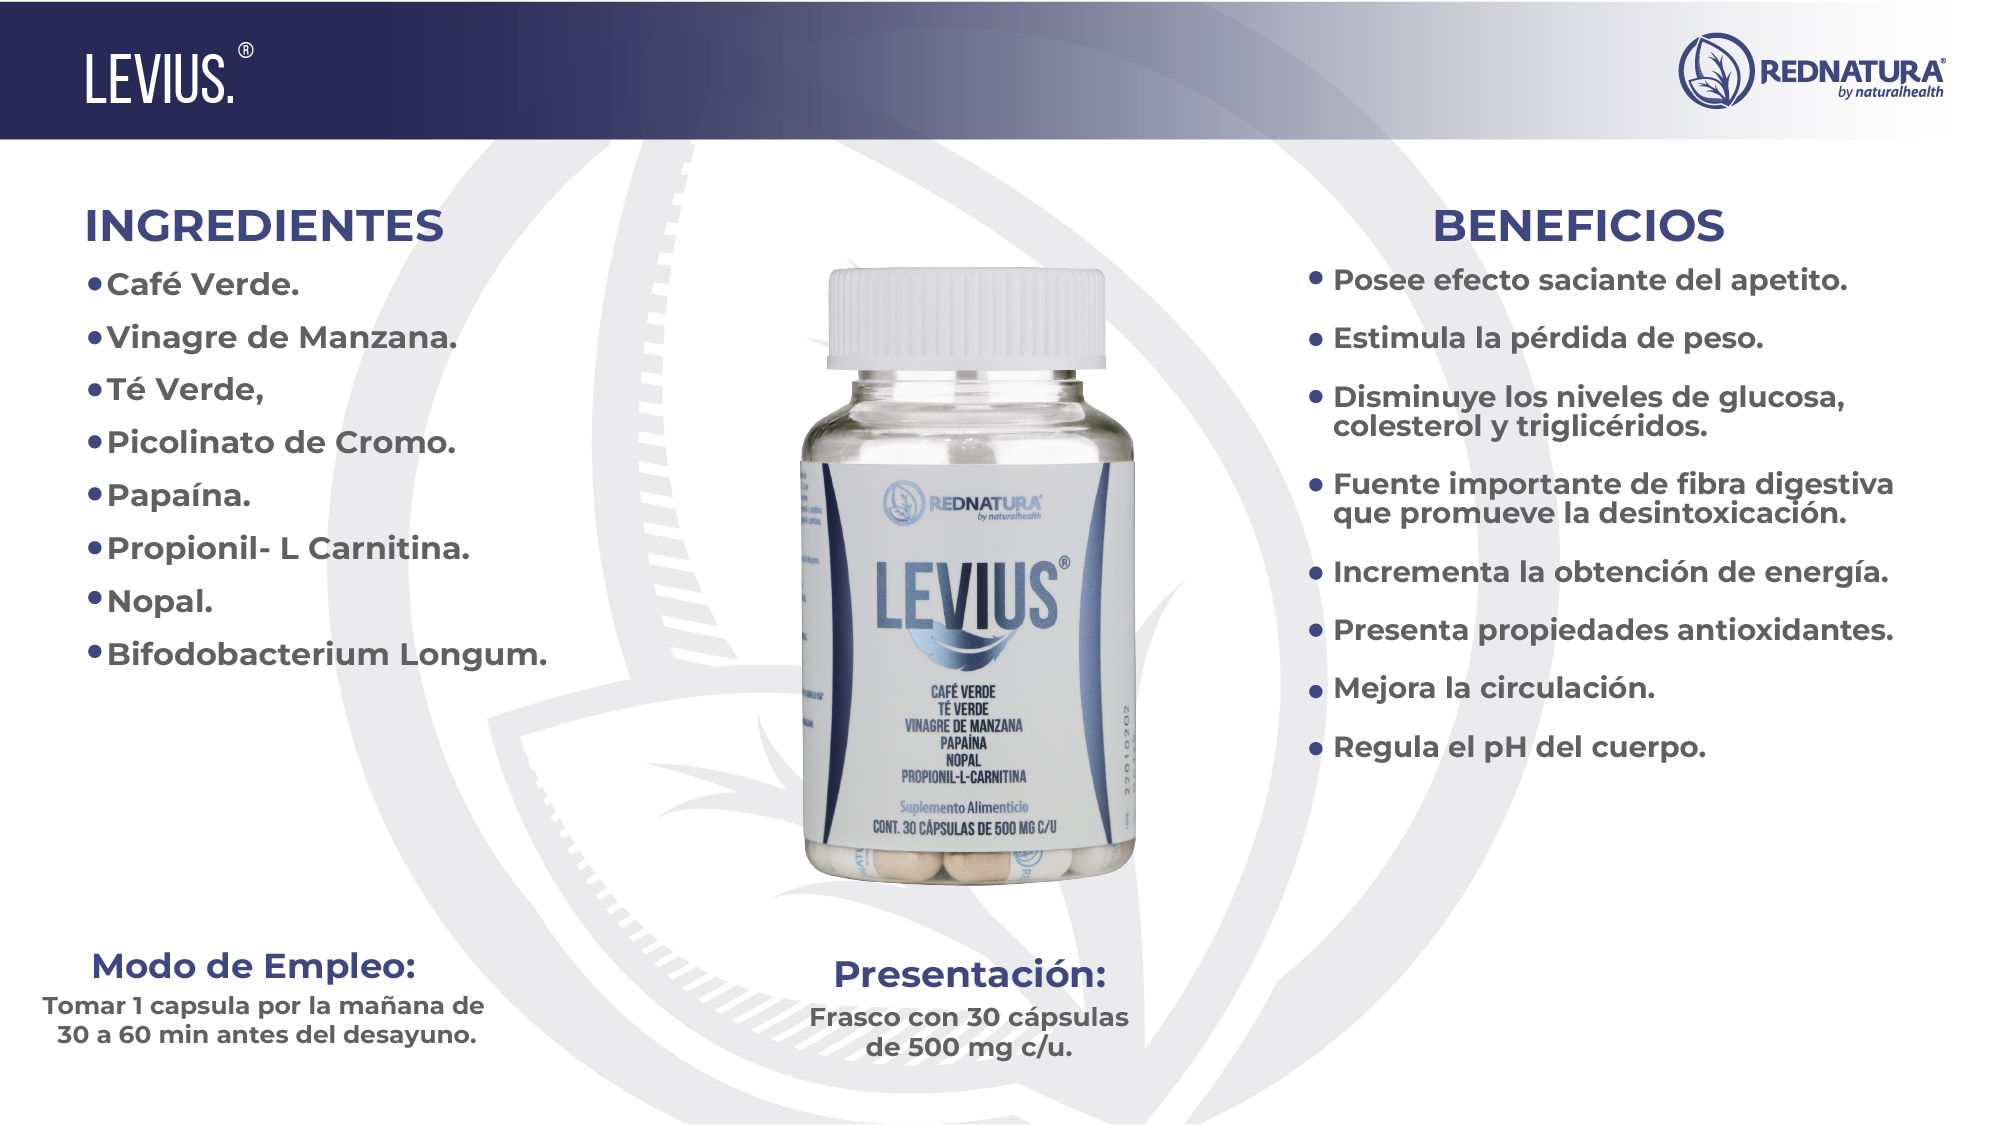 LEVIUS.®
REDNATURA®
by naturalhealth
INGREDIENTES
•Café Verde.
•Vinagre de Manzana.
•Té Verde,
•Picolinato de Cromo.
•Papaína.
•Propionil- L Carnitina.
•Nopal.
•Bifodobacterium Longum.
REDNATURA®
by naturalhealth
LEVIUS®
CAFÉ VERDE
TÉ VERDE
VINAGRE DE MANZANA
PAPAÍNA
NOPAL
PROPIONIL-L-CARNITINA
Suplemento Alimenticio
CONT. 30 CÁPSULAS DE 500 MG C/U
BENEFICIOS
• Posee efecto saciante del apetito.
• Estimula la pérdida de peso.
• Disminuye los niveles de glucosa,
colesterol y triglicéridos.
• Fuente importante de fibra digestiva
que promueve la desintoxicación.
• Incrementa la obtención de energía.
• Presenta propiedades antioxidantes.
• Mejora la circulación.
• Regula el pH del cuerpo.
Modo de Empleo:
Tomar 1 capsula por la mañana de
30 a 60 min antes del desayuno.
Presentación:
Frasco con 30 cápsulas
de 500 mg c/u.